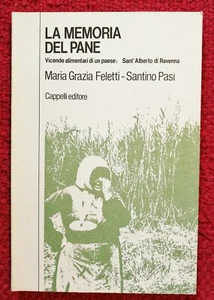 LA MEMORIA
DEL PANE
Vicende alimentari di un paese: Sant'Alberto di Ravenna
Maria Grazia Feletti - Santino Pasi
Cappelli editore